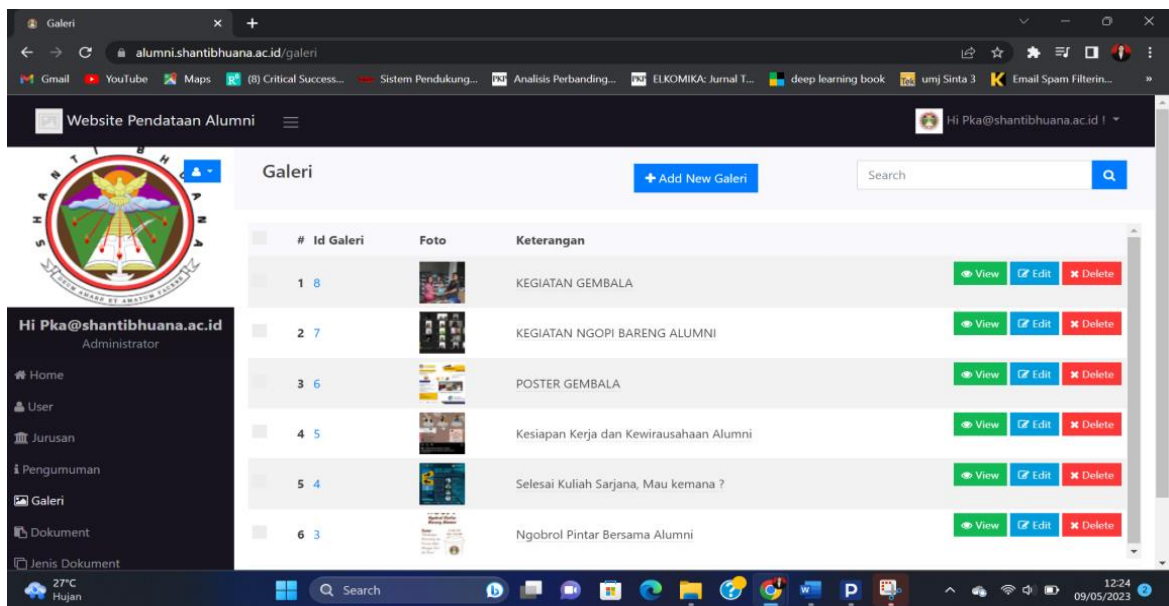 Galeri
alumni.shantibhuana.ac.id/galeri
Gmail YouTube Maps (8) Critical Success... Sistem Pendukung... Analisis Perbanding... ELKOMIKA: Jurnal T... deep learning book umj Sinta 3 Email Spam Filterin... »
Website Pendataan Alumni Hi Pka@shantibhuana.ac.id !
SHANTI BHUANA
Galeri + Add New Galeri Search
# Id Galeri Foto Keterangan
1 8 KEGIATAN GEMBALA View Edit Delete
2 7 KEGIATAN NGOPI BARENG ALUMNI View Edit Delete
3 6 POSTER GEMBALA View Edit Delete
4 5 Kesiapan Kerja dan Kewirausahaan Alumni View Edit Delete
5 4 Selesai Kuliah Sarjana, Mau kemana ? View Edit Delete
6 3 Ngobrol Pintar Bersama Alumni View Edit Delete
Hi Pka@shantibhuana.ac.id
Administrator
Home
User
Jurusan
Pengumuman
Galeri
Dokument
Jenis Dokument
27°C
Hujan
Search
12:24
09/05/2023
2